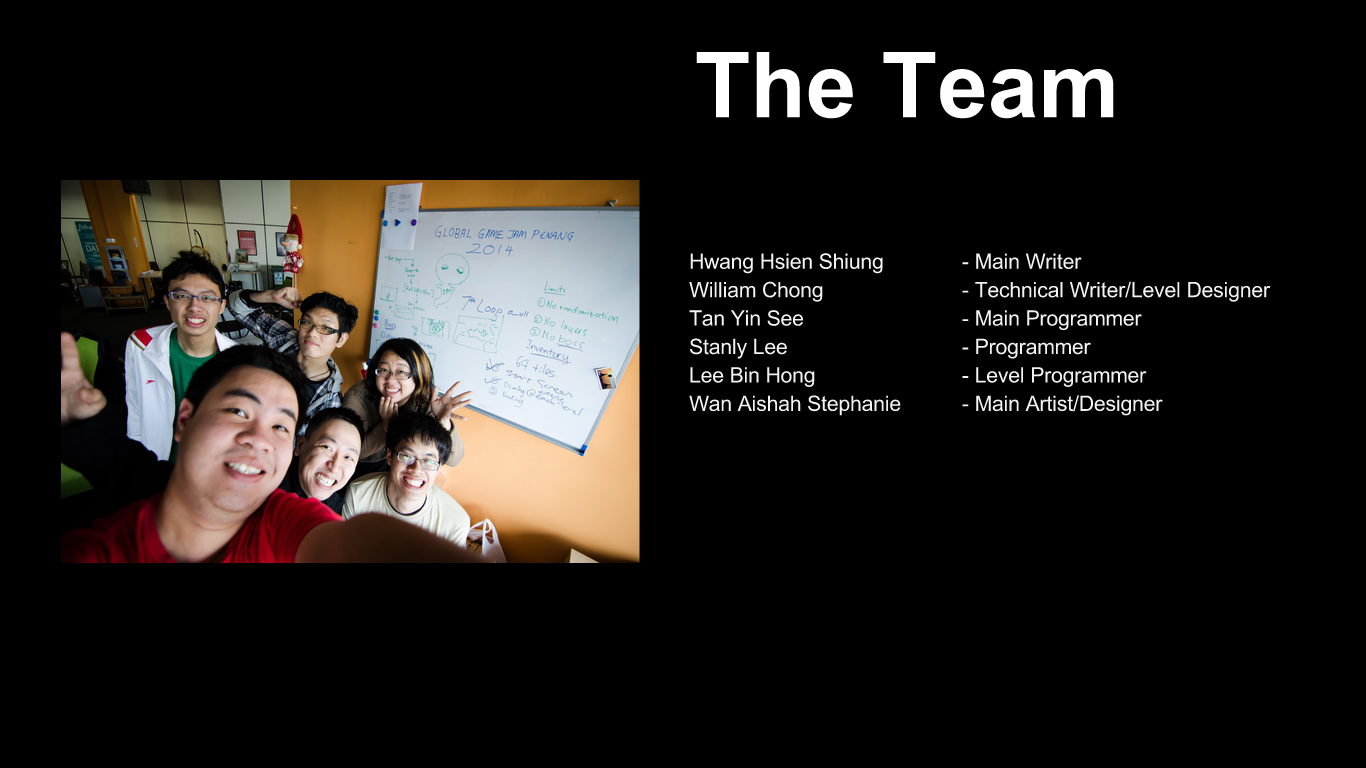 The Team
GLOBAL GAME JAM PENANG
2014
7th Loop
Limits
① No randomization
② No layers
③ No boss
Inventory
64 tiles.
Start Screen
Ending
Boss
Hwang Hsien Shiung - Main Writer
William Chong - Technical Writer/Level Designer
Tan Yin See - Main Programmer
Stanly Lee - Programmer
Lee Bin Hong - Level Programmer
Wan Aishah Stephanie - Main Artist/Designer